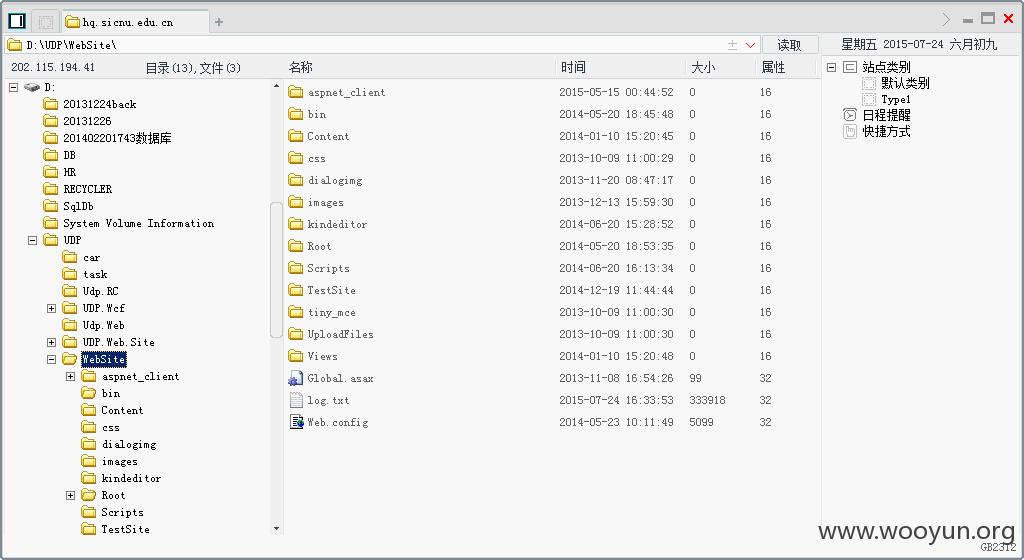 hq.sicnu.edu.cn
D:\UDP\WebSite\
读取
星期五 2015-07-24 六月初九
202.115.194.41 目录(13),文件(3)
名称 时间 大小 属性
D:
20131224back
20131226
201402201743数据库
DB
HR
RECYCLER
SqlDb
System Volume Information
UDP
car
task
Udp.RC
UDP.Wcf
Udp.Web
UDP.Web.Site
WebSite
aspnet_client
bin
Content
css
dialogimg
images
kindeditor
Root
Scripts
TestSite
aspnet_client 2015-05-15 00:44:52 0 16
bin 2014-05-20 18:45:48 0 16
Content 2014-01-10 15:20:45 0 16
css 2013-10-09 11:00:29 0 16
dialogimg 2013-11-20 08:47:17 0 16
images 2013-12-13 15:59:30 0 16
kindeditor 2014-06-20 15:28:52 0 16
Root 2014-05-20 18:53:35 0 16
Scripts 2014-06-20 16:13:34 0 16
TestSite 2014-12-19 11:44:44 0 16
tiny_mce 2013-10-09 11:00:30 0 16
UploadFiles 2013-10-09 11:00:30 0 16
Views 2014-01-10 15:20:48 0 16
Global.asax 2013-11-08 16:54:26 99 32
log.txt 2015-07-24 16:33:53 333918 32
Web.config 2014-05-23 10:11:49 5099 32
站点类别
默认类别
Type1
日程提醒
快捷方式
www.wooyun.org
GB2312